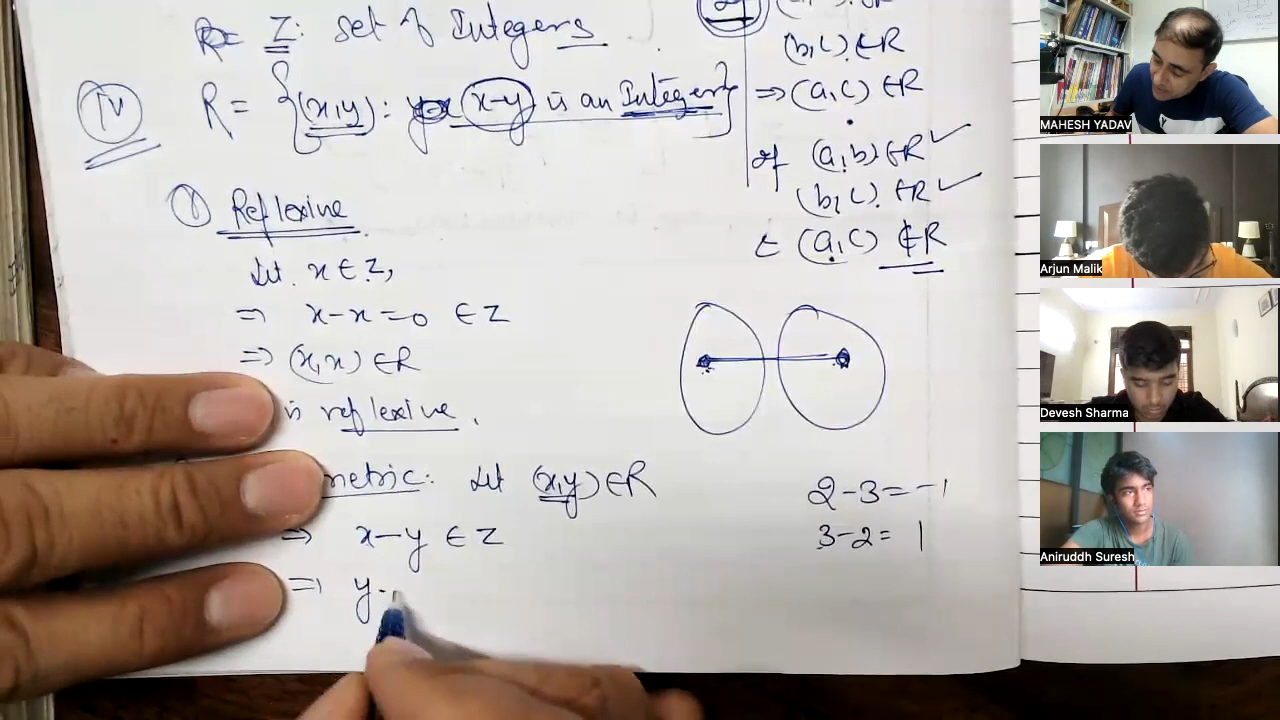 Z: Set of Integers
(IV) R = {(x,y): x-y is an Integer}
Reflexive
Let x ∈ Z,
⇒ x-x=0 ∈ Z
⇒ (x,x) ∈ R
is reflexive.
metric: Let (x,y) ∈ R
⇒ x-y ∈ Z
⇒ y-
(b,c) ∈ R
⇒ (a,c) ∈ R
If (a,b) ∈ R ✓
(b,c) ∈ R ✓
(a,c) ∉ R
2-3=-1
3-2= 1
MAHESH YADAV
Arjun Malik
Devesh Sharma
Aniruddh Suresh